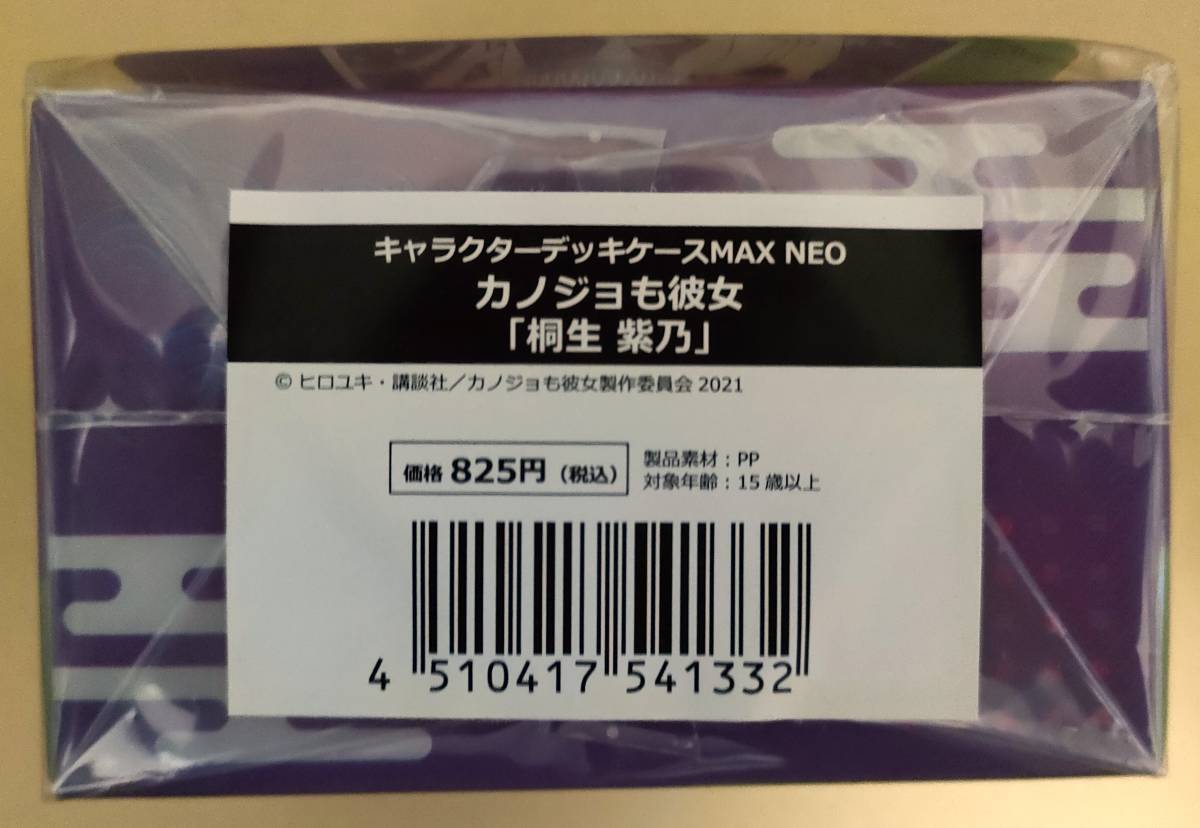 キャラクターデッキケースMAX NEO
カノジョも彼女
「桐生 紫乃」
© ヒロユキ・講談社／カノジョも彼女製作委員会 2021
価格 825円（税込）
製品素材：PP
対象年齢：15歳以上
4 510417 541332